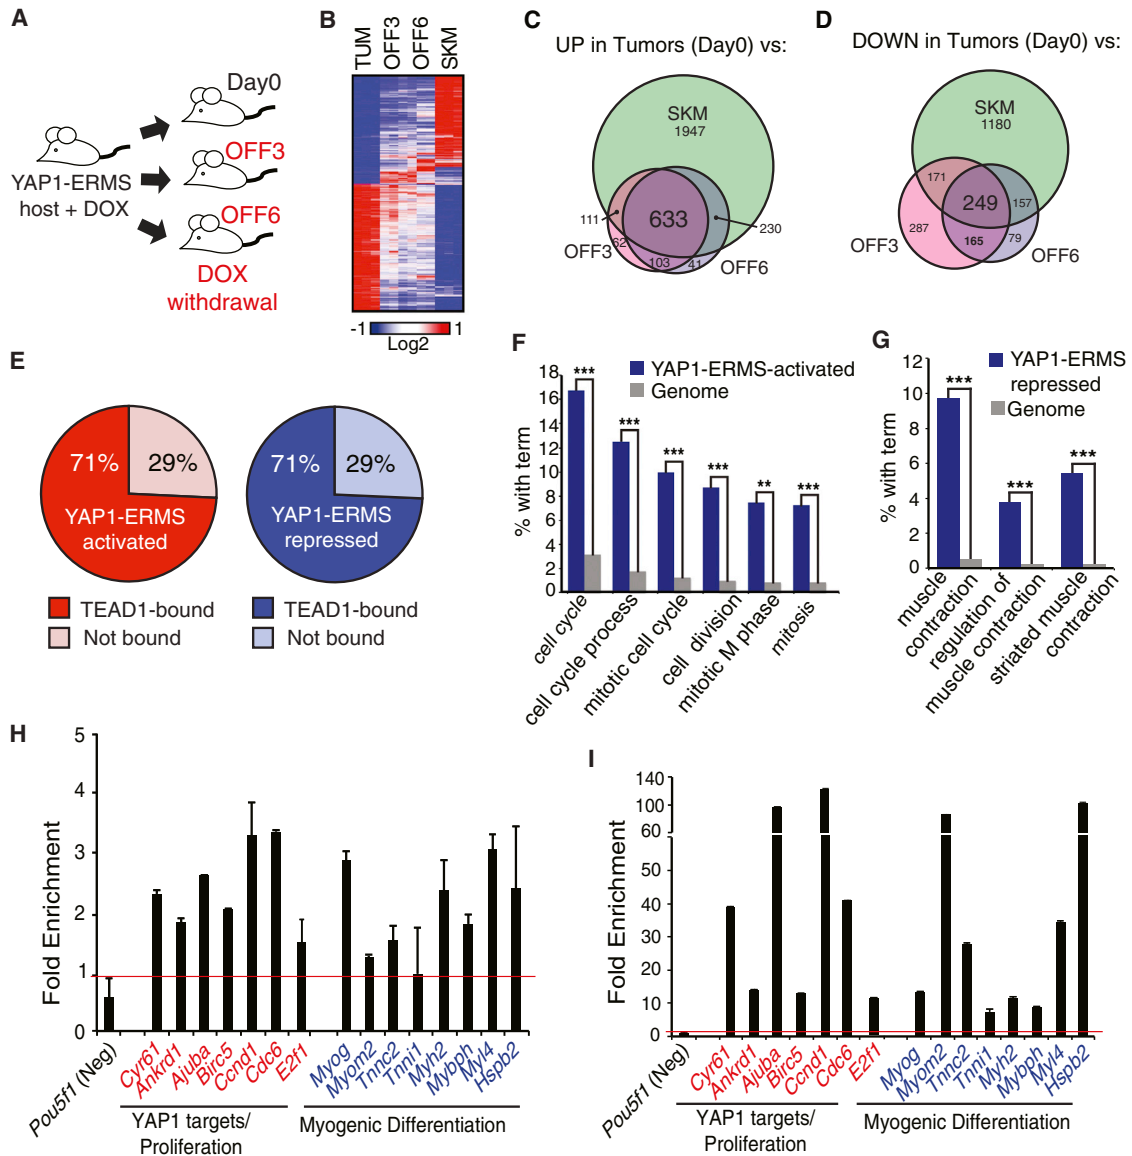 A
Day0
OFF3
YAP1-ERMS
host + DOX
OFF6
DOX
withdrawal
B
TUM
OFF3
OFF6
SKM
-1
1
Log2
C
UP in Tumors (Day0) vs:
SKM
1947
111
633
230
OFF3
62
103
41
OFF6
D
DOWN in Tumors (Day0) vs:
SKM
1180
171
249
157
287
165
79
OFF3
OFF6
E
71%
29%
YAP1-ERMS
activated
TEAD1-bound
Not bound
71%
29%
YAP1-ERMS
repressed
TEAD1-bound
Not bound
F
YAP1-ERMS-activated
Genome
% with term
18
16
14
12
10
8
6
4
2
0
***
***
***
***
**
***
cell cycle
cell cycle process
mitotic cell cycle
cell division
mitotic M phase
mitosis
G
YAP1-ERMS
repressed
Genome
% with term
12
10
8
6
4
2
0
***
***
***
muscle
contraction
regulation of
muscle contraction
striated muscle
contraction
H
Fold Enrichment
5
4
3
2
1
0
Pou5f1 (Neg)
Cyr61
Ankrd1
Ajuba
Birc5
Ccnd1
Cdc6
E2f1
Myog
Myom2
Tnnc2
Tnni1
Myh2
Mybph
Myl4
Hspb2
YAP1 targets/
Proliferation
Myogenic Differentiation
I
Fold Enrichment
140
100
60
50
40
30
20
10
0
Pou5f1 (Neg)
Cyr61
Ankrd1
Ajuba
Birc5
Ccnd1
Cdc6
E2f1
Myog
Myom2
Tnnc2
Tnni1
Myh2
Mybph
Myl4
Hspb2
YAP1 targets/
Proliferation
Myogenic Differentiation